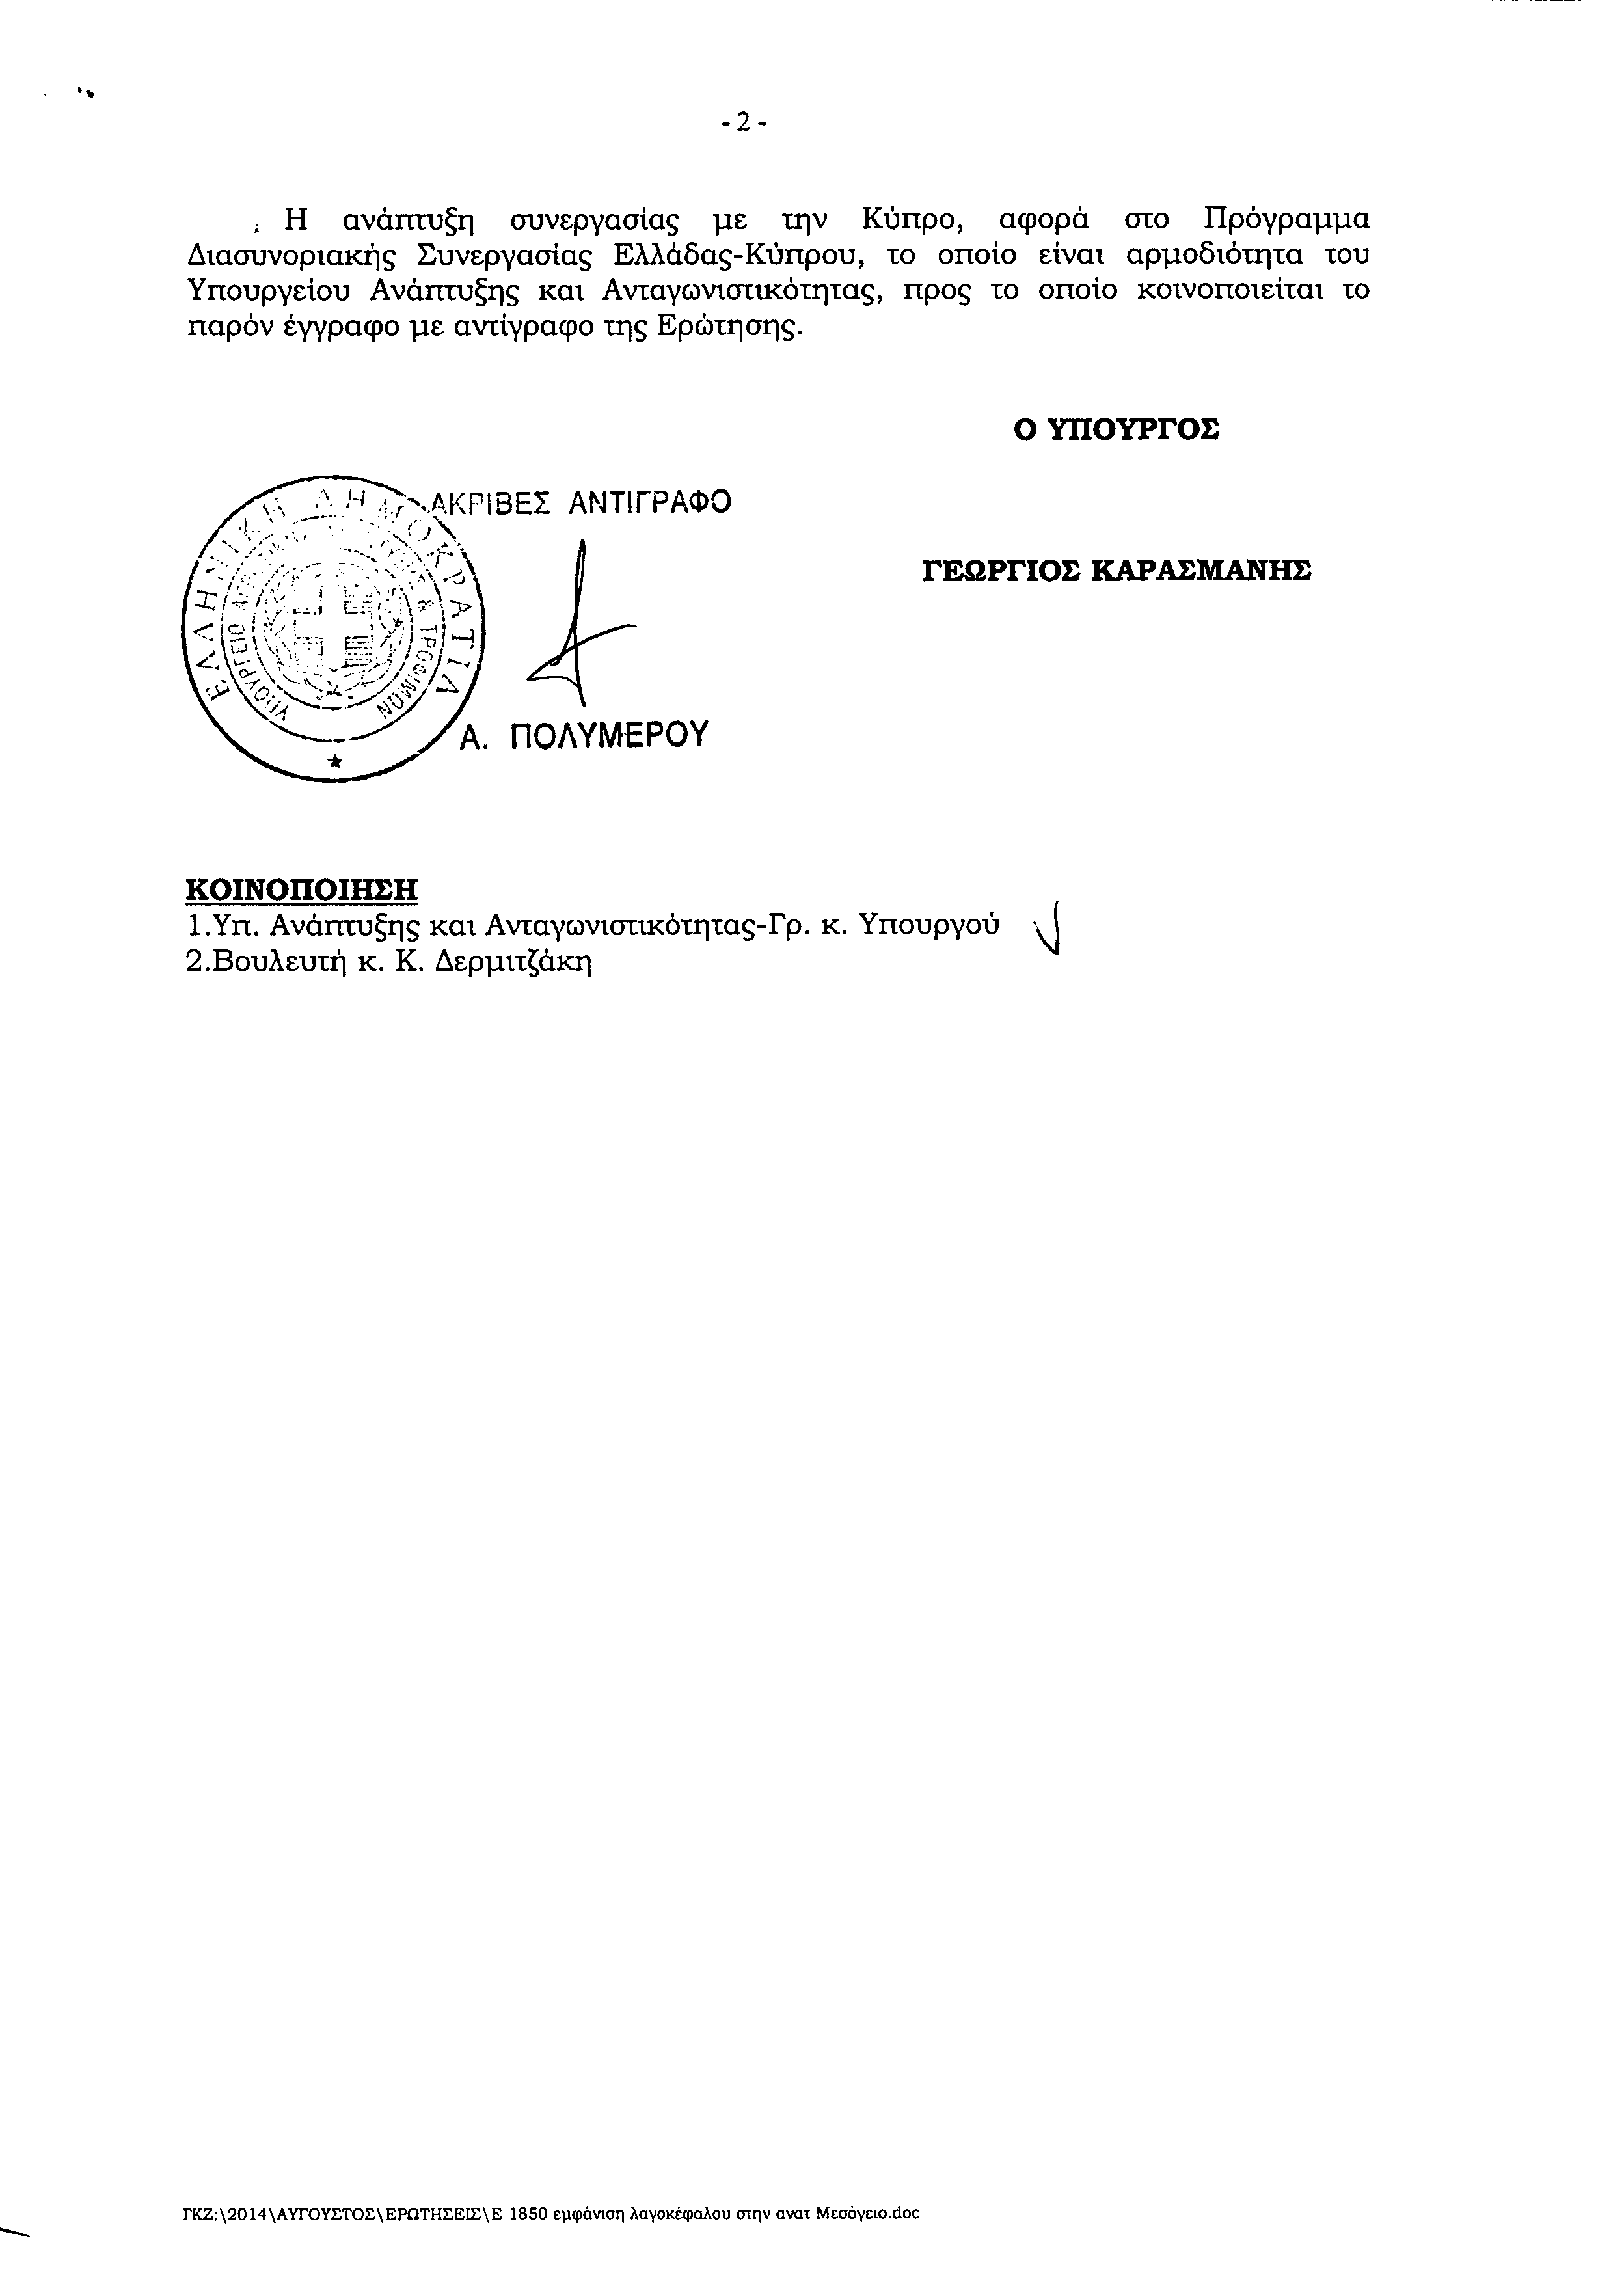 -2-
Η ανάπτυξη συνεργασίας με την Κύπρο, αφορά στο Πρόγραμμα
Διασυνοριακής Συνεργασίας Ελλάδας-Κύπρου, το οποίο είναι αρμοδιότητα του
Υπουργείου Ανάπτυξης και Ανταγωνιστικότητας, προς το οποίο κοινοποιείται το
παρόν έγγραφο με αντίγραφο της Ερώτησης.
Ο ΥΠΟΥΡΓΟΣ
ΑΚΡΙΒΕΣ ΑΝΤΙΓΡΑΦΟ
ΓΕΩΡΓΙΟΣ ΚΑΡΑΣΜΑΝΗΣ
ΕΛΛΗΝΙΚΗ ΔΗΜΟΚΡΑΤΙΑ
ΥΠΟΥΡΓΕΙΟ & ΤΡΟΦΙΜΩΝ
Α. ΠΟΛΥΜΕΡΟΥ
ΚΟΙΝΟΠΟΙΗΣΗ
1.Υπ. Ανάπτυξης και Ανταγωνιστικότητας-Γρ. κ. Υπουργού
2.Βουλευτή κ. Κ. Δερμιτζάκη
ΓΚΖ:\2014\ΑΥΓΟΥΣΤΟΣ\ΕΡΩΤΗΣΕΙΣ\Ε 1850 εμφάνιση λαγοκέφαλου στην ανατ Μεσόγειο.doc